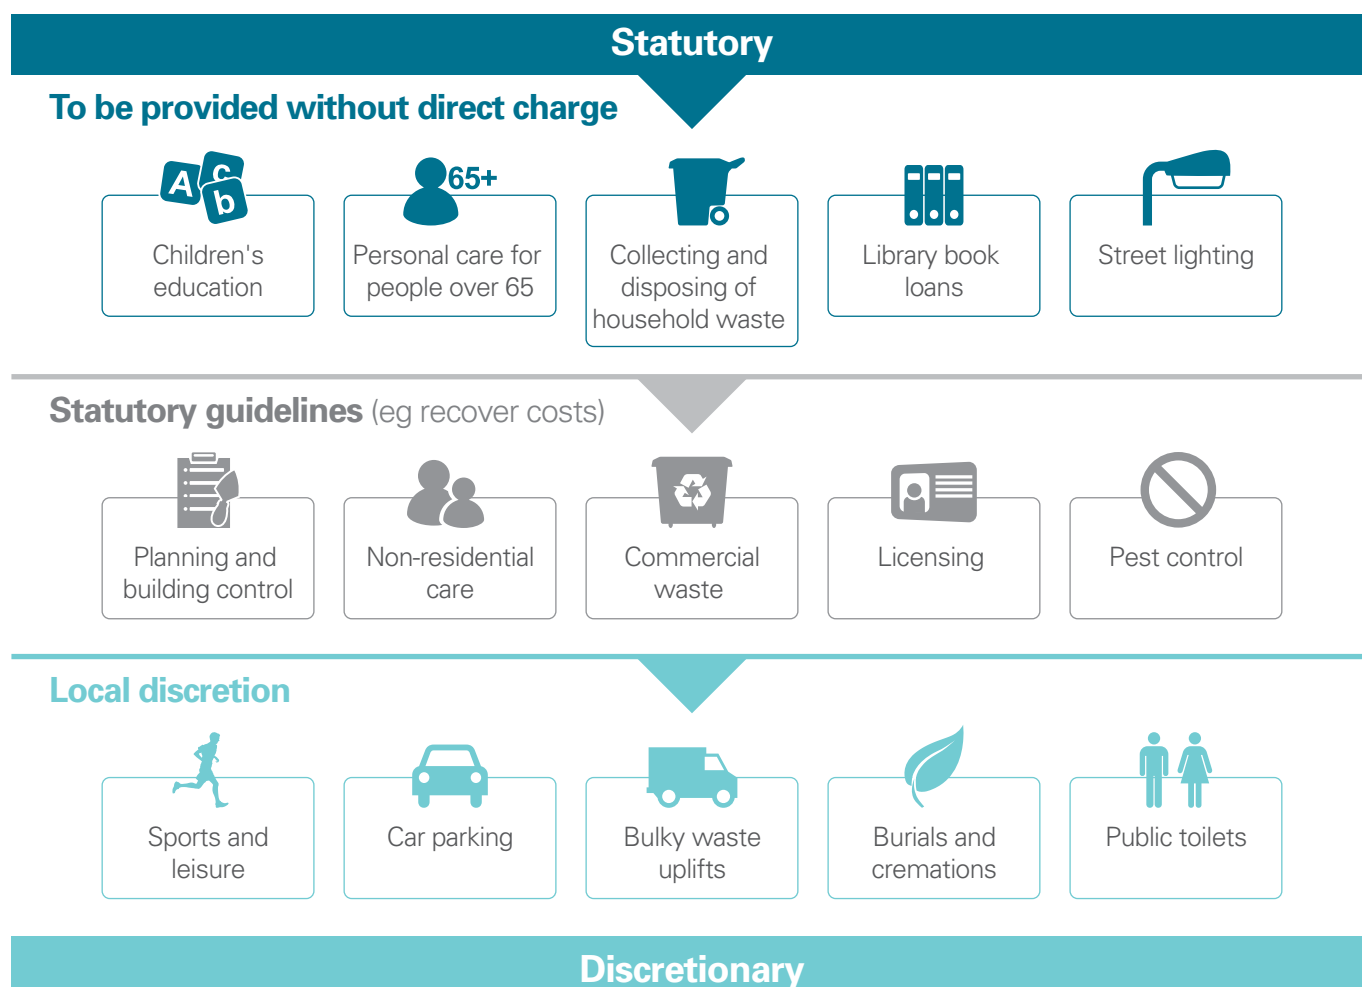 Statutory
To be provided without direct charge
A c b
65+
Children's
education
Personal care for
people over 65
Collecting and
disposing of
household waste
Library book
loans
Street lighting
Statutory guidelines (eg recover costs)
Planning and
building control
Non-residential
care
Commercial
waste
Licensing
Pest control
Local discretion
Sports and
leisure
Car parking
Bulky waste
uplifts
Burials and
cremations
Public toilets
Discretionary